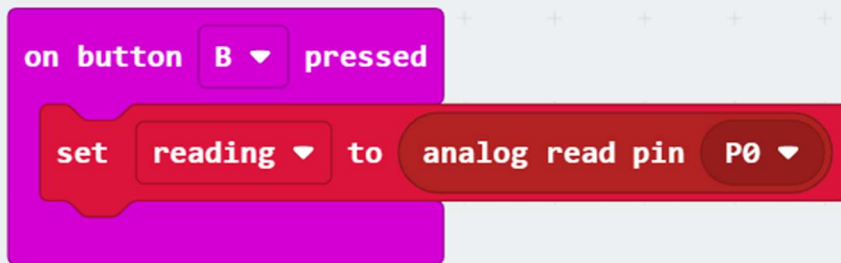 on button B pressed
set reading to analog read pin P0